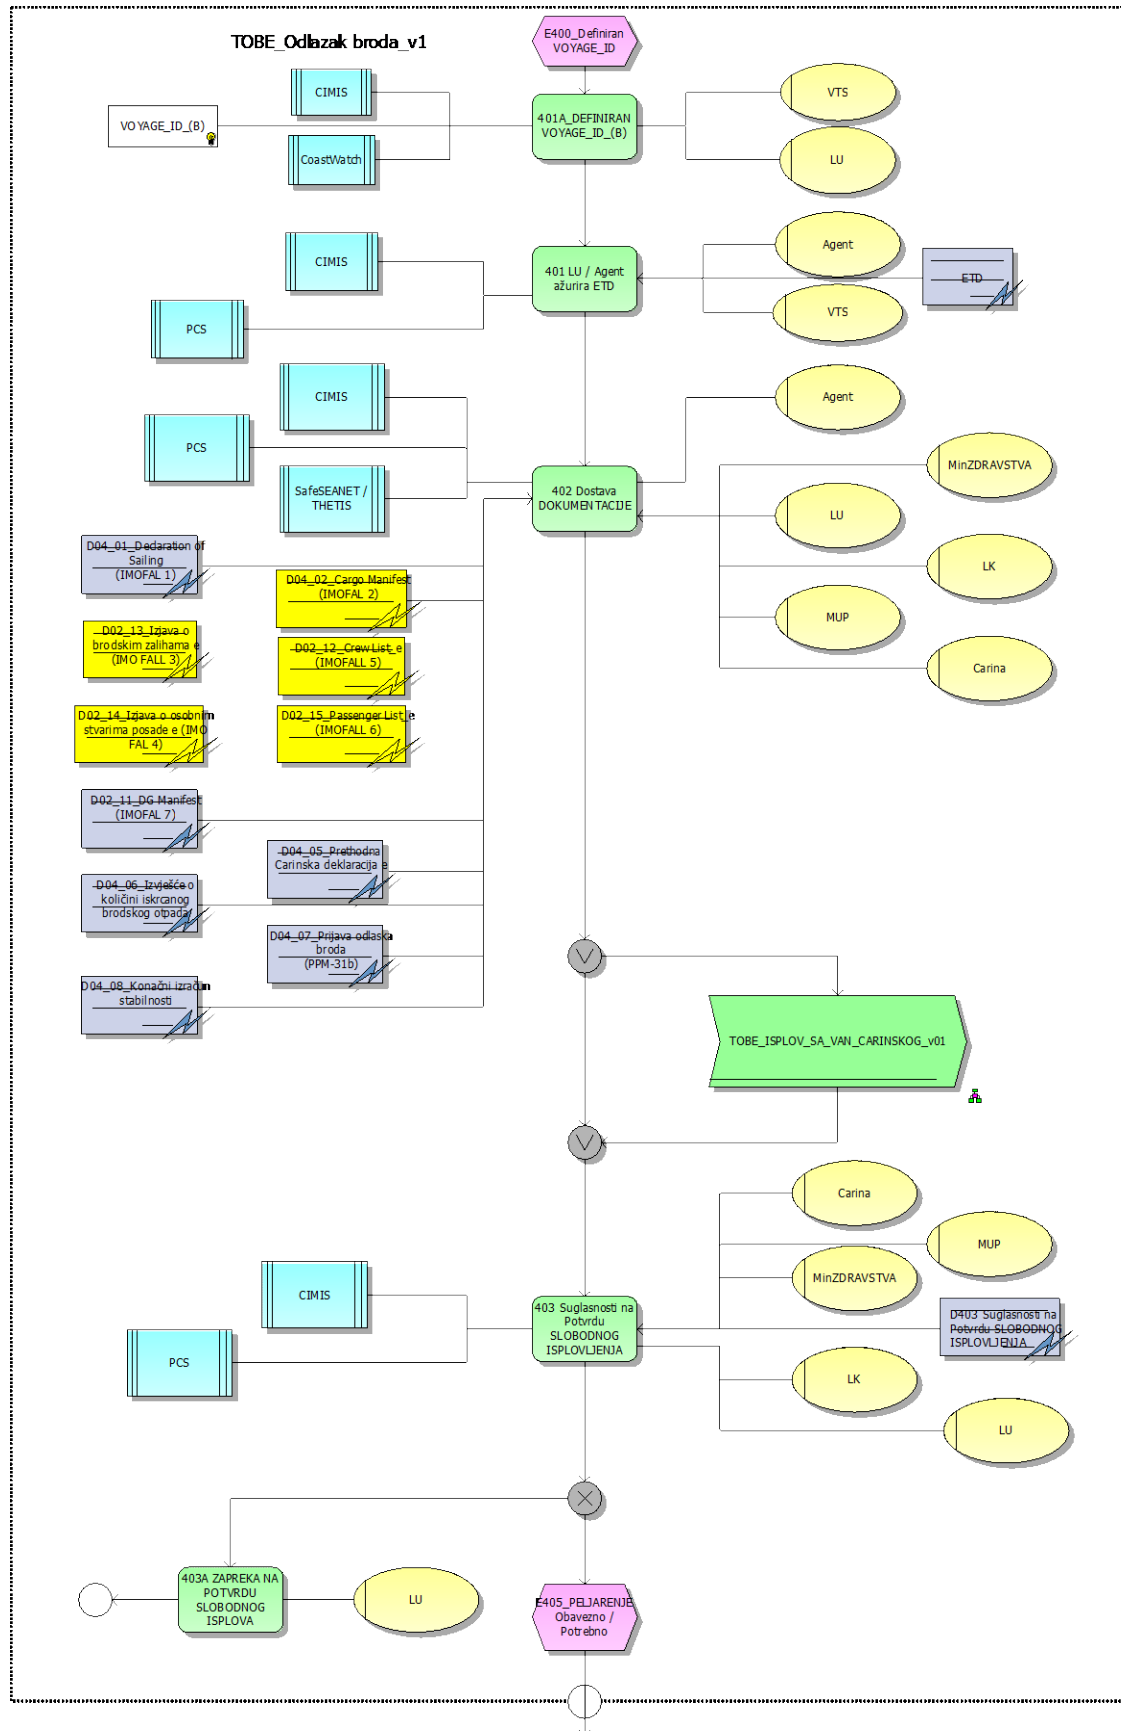 TOBE_Odlazak broda_v1
E400_Definiran
VOYAGE_ID
CIMIS
VTS
VOYAGE_ID_(B)
401A_DEFINIRAN
VOYAGE_ID_(B)
CoastWatch
LU
Agent
CIMIS
401 LU / Agent
ažurira ETD
ETD
VTS
PCS
CIMIS
Agent
PCS
MinZDRAVSTVA
SafeSEANET /
THETIS
402 Dostava
DOKUMENTACIJE
LU
D04_01_Declaration of
Sailing
(IMOFAL 1)
LK
D04_02_Cargo Manifest
(IMOFAL 2)
MUP
D02_13_Izjava o
brodskim zalihama e
(IMO FALL 3)
D02_12_Crew List_e
(IMOFALL 5)
Carina
D02_14_Izjava o osobnim
stvarima posade e (IMO
FAL 4)
D02_15_Passenger List_e
(IMOFALL 6)
D02_11_DG Manifest
(IMOFAL 7)
D04_05_Prethodna
Carinska deklaracija e
D04_06_Izvješće o
količini iskrcanog
brodskog otpada
D04_07_Prijava odlaska
broda
(PPM-31b)
D04_08_Konačni izračun
stabilnosti
TOBE_ISPLOV_SA_VAN_CARINSKOG_v01
Carina
MUP
MinZDRAVSTVA
CIMIS
403 Suglasnosti na
Potvrdu
SLOBODNOG
ISPLOVLJENJA
D403 Suglasnosti na
Potvrdu SLOBODNOG
ISPLOVLJENJA
PCS
LK
LU
403A ZAPREKA NA
POTVRDU
SLOBODNOG
ISPLOVA
LU
E405_PELJARENJE
Obavezno /
Potrebno